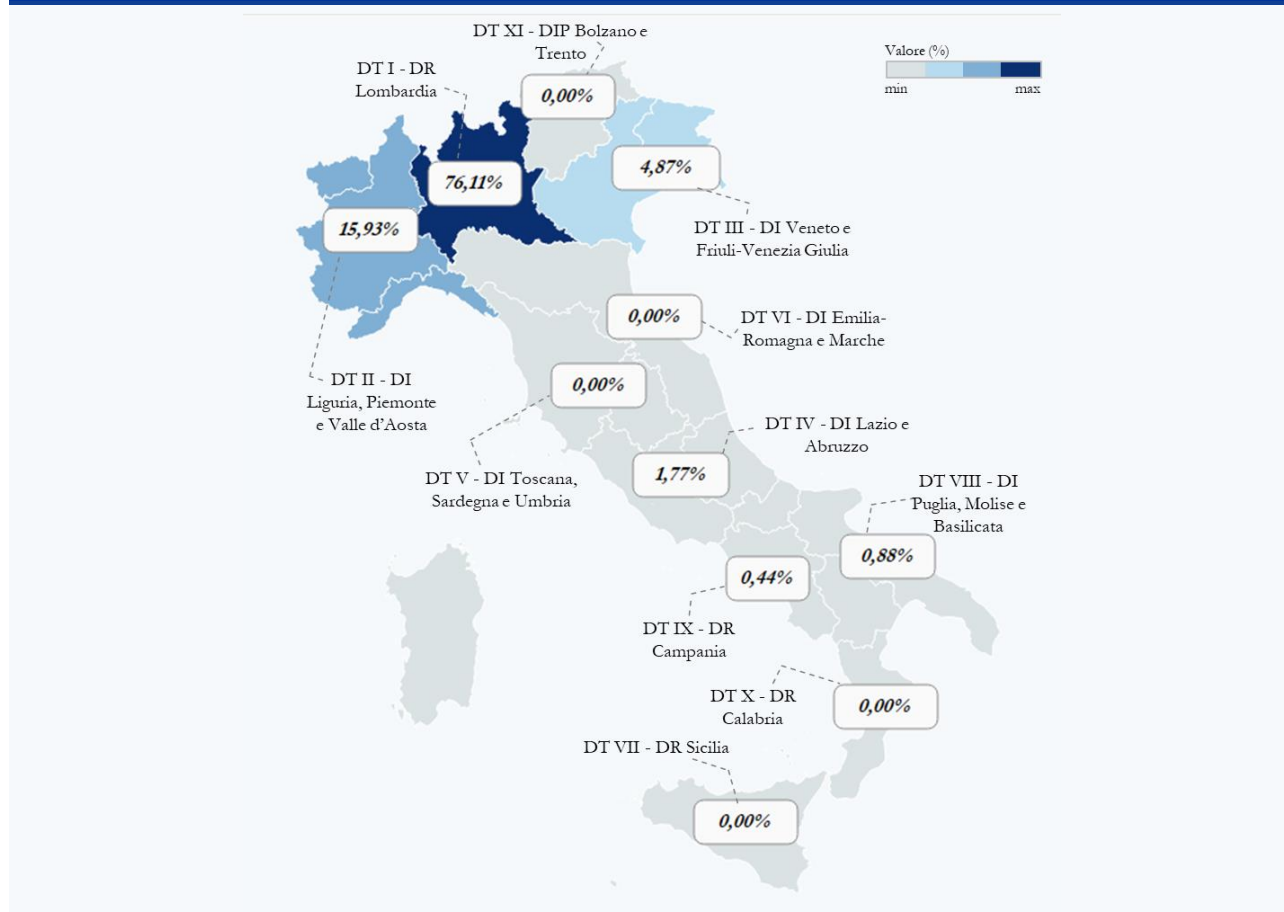 DT XI - DIP Bolzano e
Trento
Valore (%)
min
max
DT I - DR
Lombardia
0,00%
4,87%
76,11%
15,93%
DT III - DI Veneto e
Friuli-Venezia Giulia
0,00%
DT VI - DI Emilia-
Romagna e Marche
DT II - DI
Liguria, Piemonte
e Valle d’Aosta
0,00%
DT IV - DI Lazio e
Abruzzo
DT V - DI Toscana,
Sardegna e Umbria
1,77%
DT VIII - DI
Puglia, Molise e
Basilicata
0,88%
0,44%
DT IX - DR
Campania
DT X - DR
Calabria
0,00%
DT VII - DR Sicilia
0,00%